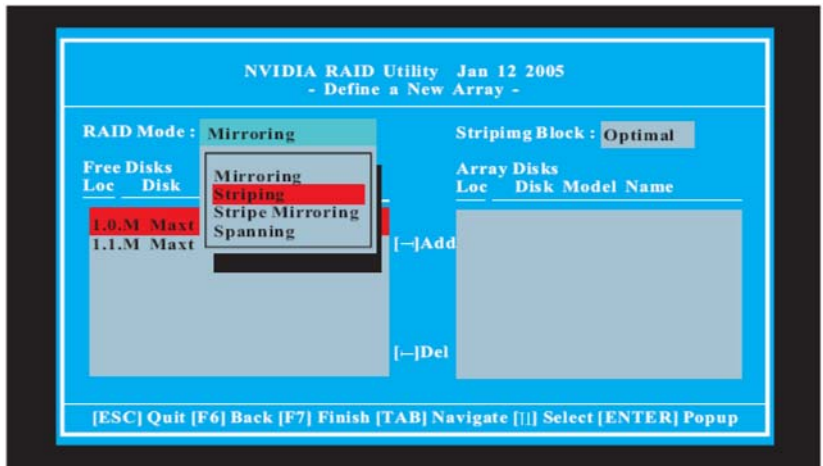 NVIDIA RAID Utility Jan 12 2005
- Define a New Array -
RAID Mode : Mirroring
Stripimg Block : Optimal
Free Disks
Loc Disk
Array Disks
Loc Disk Model Name
Mirroring
Striping
Stripe Mirroring
Spanning
1.0.M Maxt
1.1.M Maxt
[→]Add
[←]Del
[ESC] Quit [F6] Back [F7] Finish [TAB] Navigate [↑↓] Select [ENTER] Popup